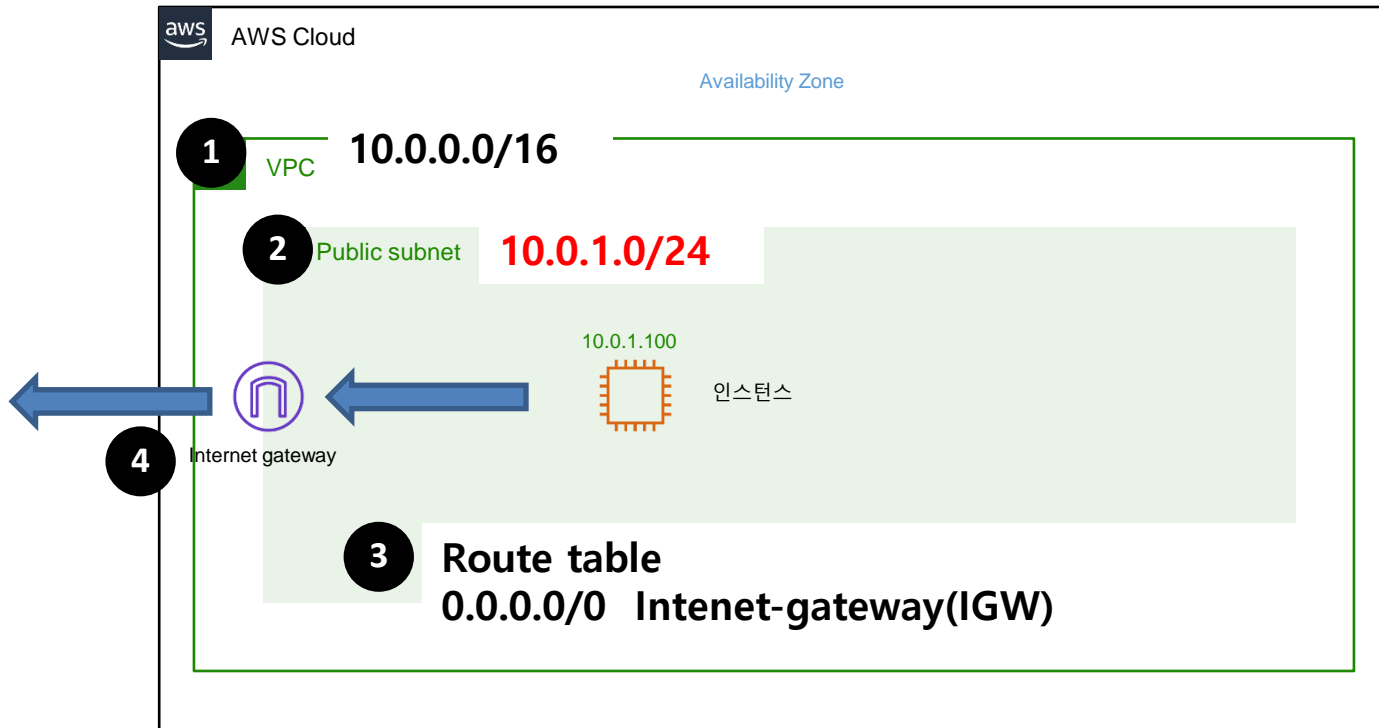 aws
AWS Cloud
Availability Zone
1
VPC
10.0.0.0/16
2
Public subnet
10.0.1.0/24
10.0.1.100
인스턴스
4
Internet gateway
3
Route table
0.0.0.0/0 Intenet-gateway(IGW)